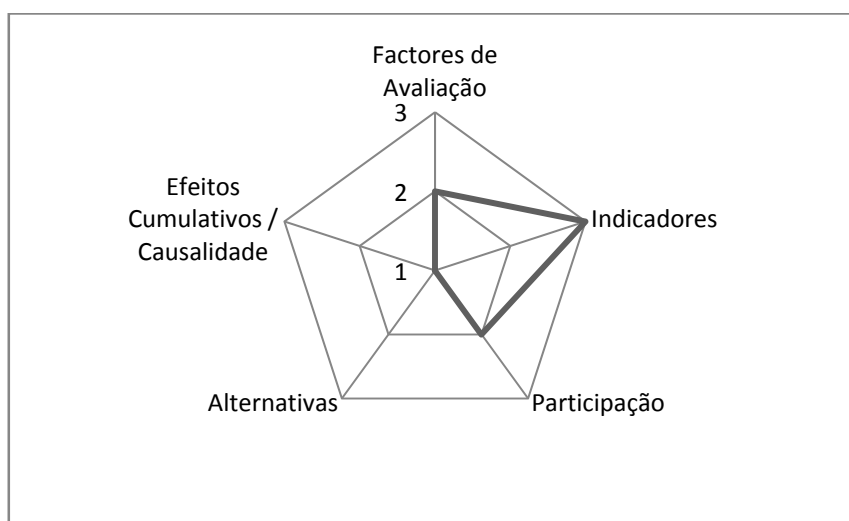 Factores de
Avaliação
3
2
1
Indicadores
Participação
Alternativas
Efeitos
Cumulativos /
Causalidade